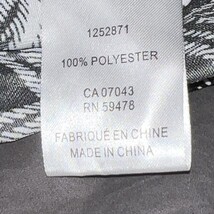 1252871
100% POLYESTER
CA 07043
RN 59478
FABRIQUÉ EN CHINE
MADE IN CHINA